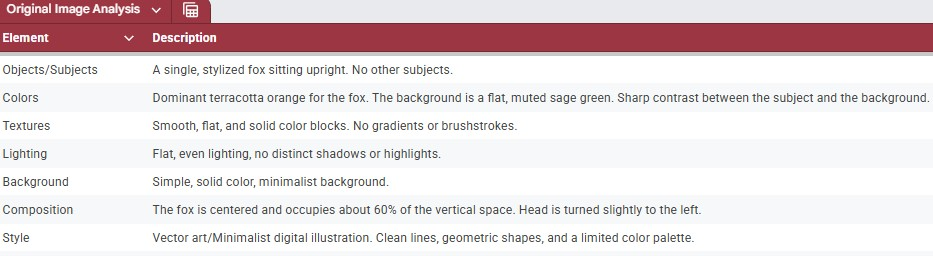 Original Image Analysis
Element Description
Objects/Subjects A single, stylized fox sitting upright. No other subjects.
Colors Dominant terracotta orange for the fox. The background is a flat, muted sage green. Sharp contrast between the subject and the background.
Textures Smooth, flat, and solid color blocks. No gradients or brushstrokes.
Lighting Flat, even lighting, no distinct shadows or highlights.
Background Simple, solid color, minimalist background.
Composition The fox is centered and occupies about 60% of the vertical space. Head is turned slightly to the left.
Style Vector art/Minimalist digital illustration. Clean lines, geometric shapes, and a limited color palette.